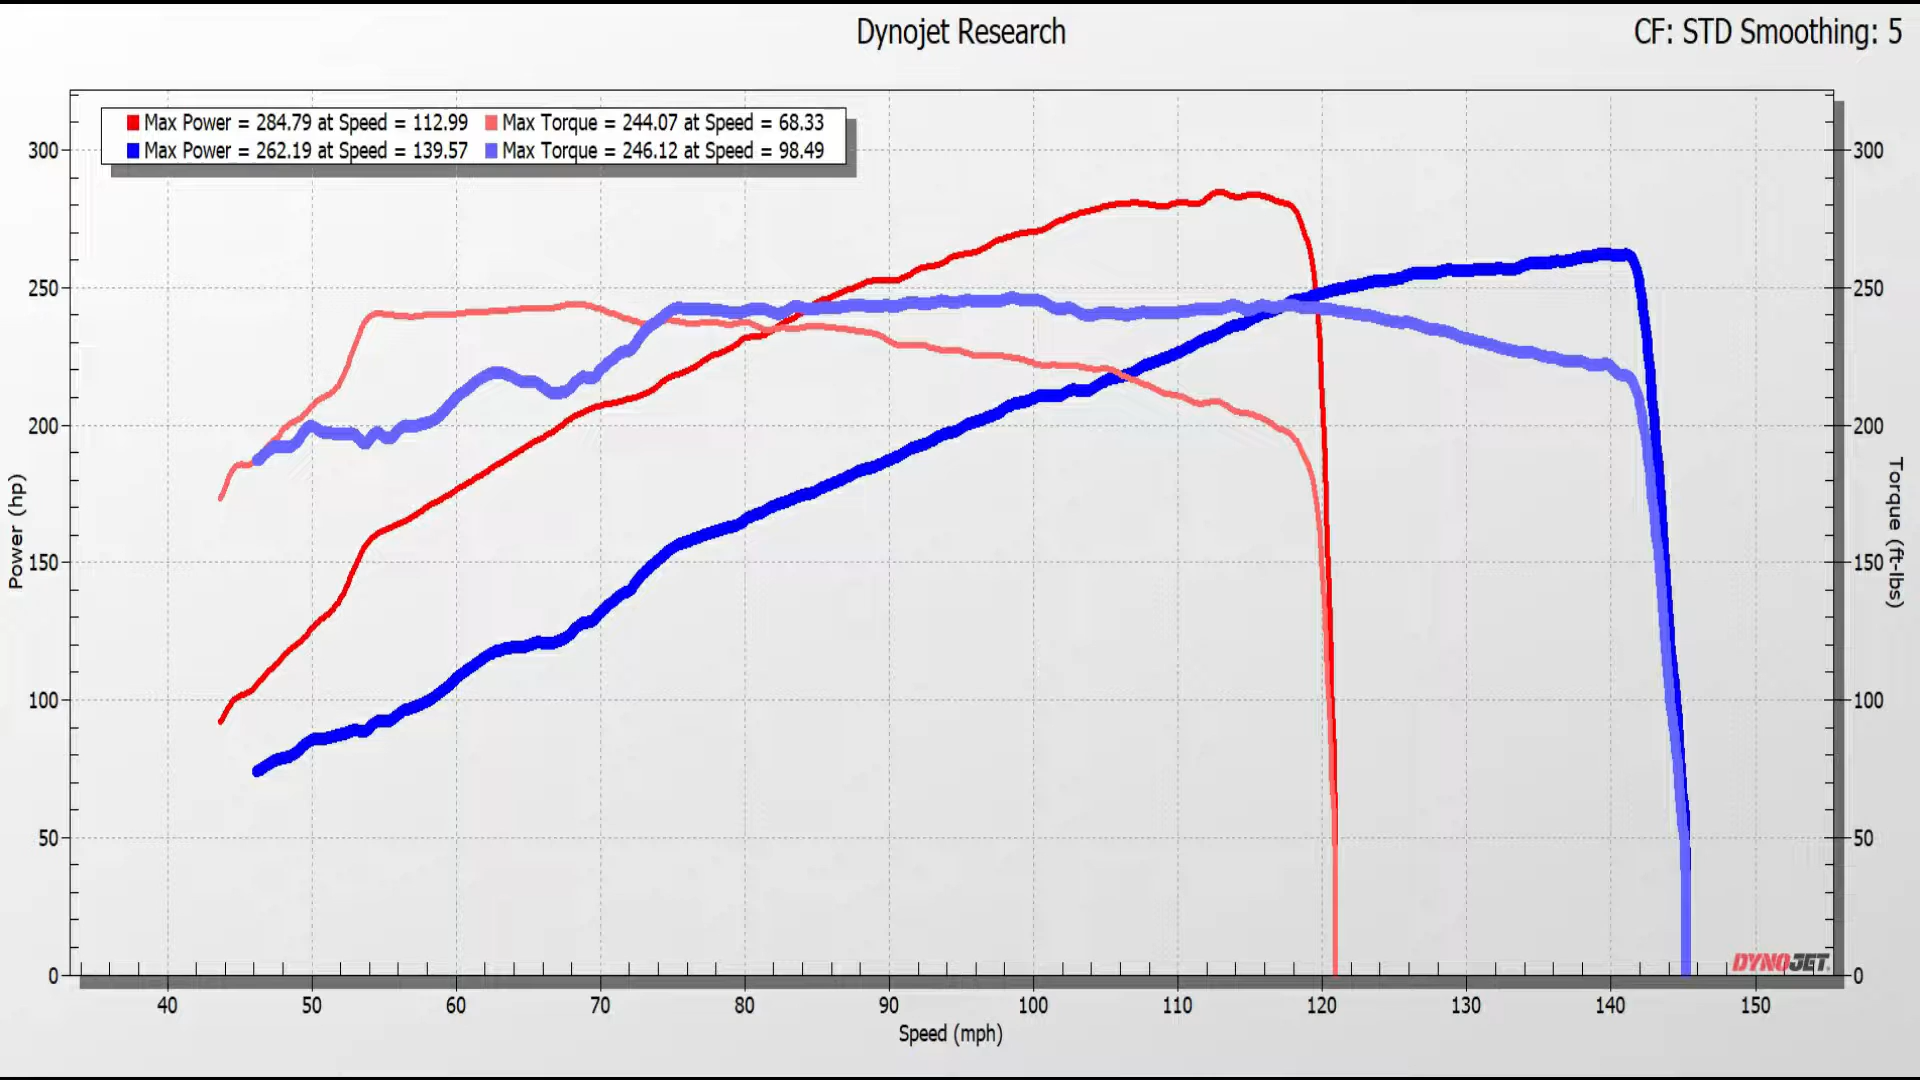 Dynojet Research
CF: STD Smoothing: 5
Max Power = 284.79 at Speed = 112.99 Max Torque = 244.07 at Speed = 68.33
Max Power = 262.19 at Speed = 139.57 Max Torque = 246.12 at Speed = 98.49
300
250
200
150
100
50
0
Power (hp)
300
250
200
150
100
50
0
Torque (ft-lbs)
DYNOJET.
40 50 60 70 80 90 100 110 120 130 140 150
Speed (mph)